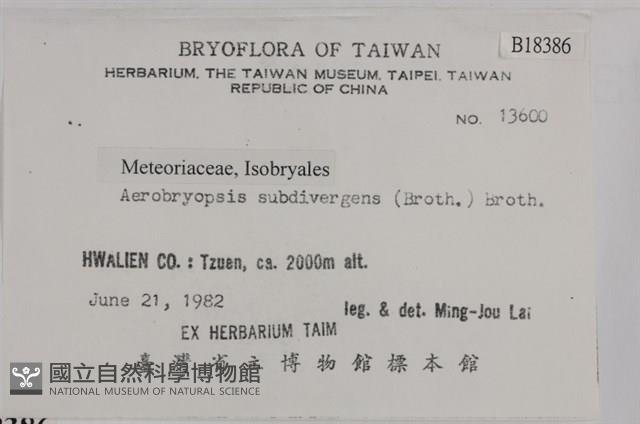 BRYOFLORA OF TAIWAN
B18386
HERBARIUM, THE TAIWAN MUSEUM, TAIPEI, TAIWAN
REPUBLIC OF CHINA
NO. 13600
Meteoriaceae, Isobryales
Aerobryopsis subdivergens (Broth.) Broth.
HWALIEN CO. : Tzuen, ca. 2000m alt.
June 21, 1982
leg. & det. Ming-Jou Lai
EX HERBARIUM TAIM
臺灣省立博物館標本館
國立自然科學博物館
NATIONAL MUSEUM OF NATURAL SCIENCE